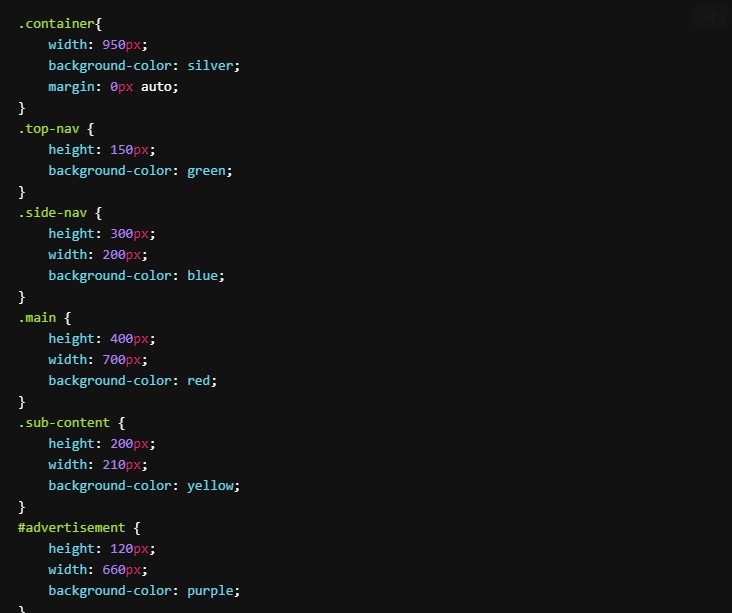 .container{
    width: 950px;
    background-color: silver;
    margin: 0px auto;
}
.top-nav {
    height: 150px;
    background-color: green;
}
.side-nav {
    height: 300px;
    width: 200px;
    background-color: blue;
}
.main {
    height: 400px;
    width: 700px;
    background-color: red;
}
.sub-content {
    height: 200px;
    width: 210px;
    background-color: yellow;
}
#advertisement {
    height: 120px;
    width: 660px;
    background-color: purple;
}